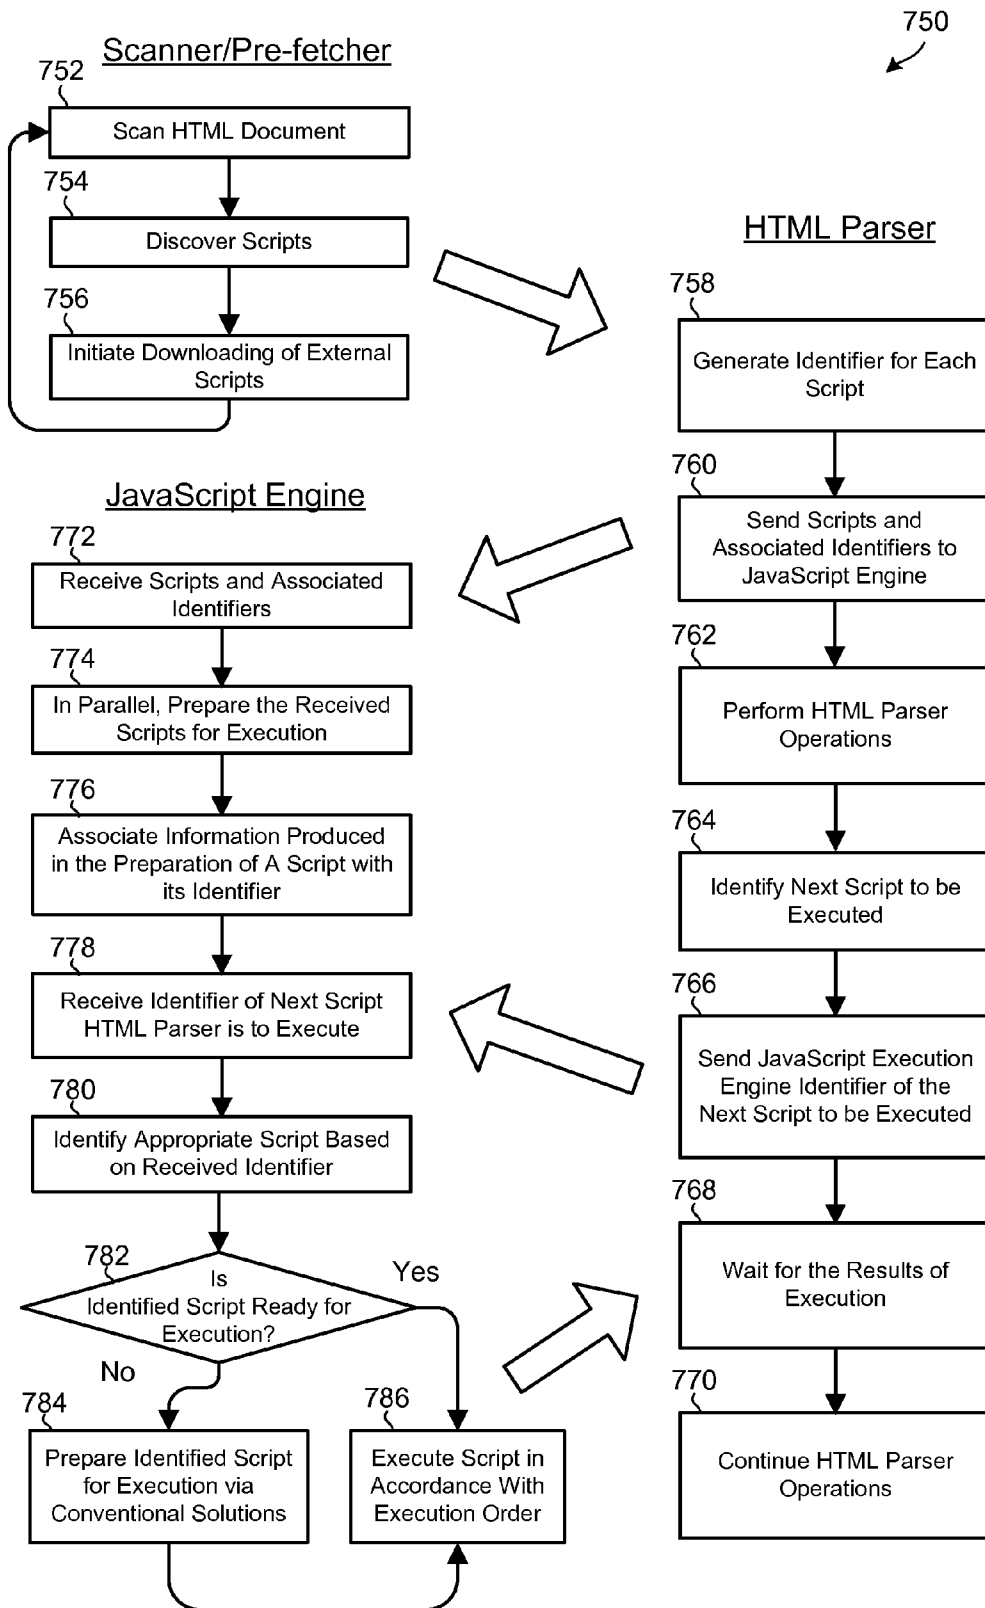 750
Scanner/Pre-fetcher
752
Scan HTML Document
754
Discover Scripts
756
Initiate Downloading of External
Scripts
HTML Parser
758
Generate Identifier for Each
Script
760
Send Scripts and
Associated Identifiers to
JavaScript Engine
762
Perform HTML Parser
Operations
764
Identify Next Script to be
Executed
766
Send JavaScript Execution
Engine Identifier of the
Next Script to be Executed
768
Wait for the Results of
Execution
770
Continue HTML Parser
Operations
JavaScript Engine
772
Receive Scripts and Associated
Identifiers
774
In Parallel, Prepare the Received
Scripts for Execution
776
Associate Information Produced
in the Preparation of A Script with
its Identifier
778
Receive Identifier of Next Script
HTML Parser is to Execute
780
Identify Appropriate Script Based
on Received Identifier
782
Is
Identified Script Ready for
Execution?
Yes
No
784
Prepare Identified Script
for Execution via
Conventional Solutions
786
Execute Script in
Accordance With
Execution Order